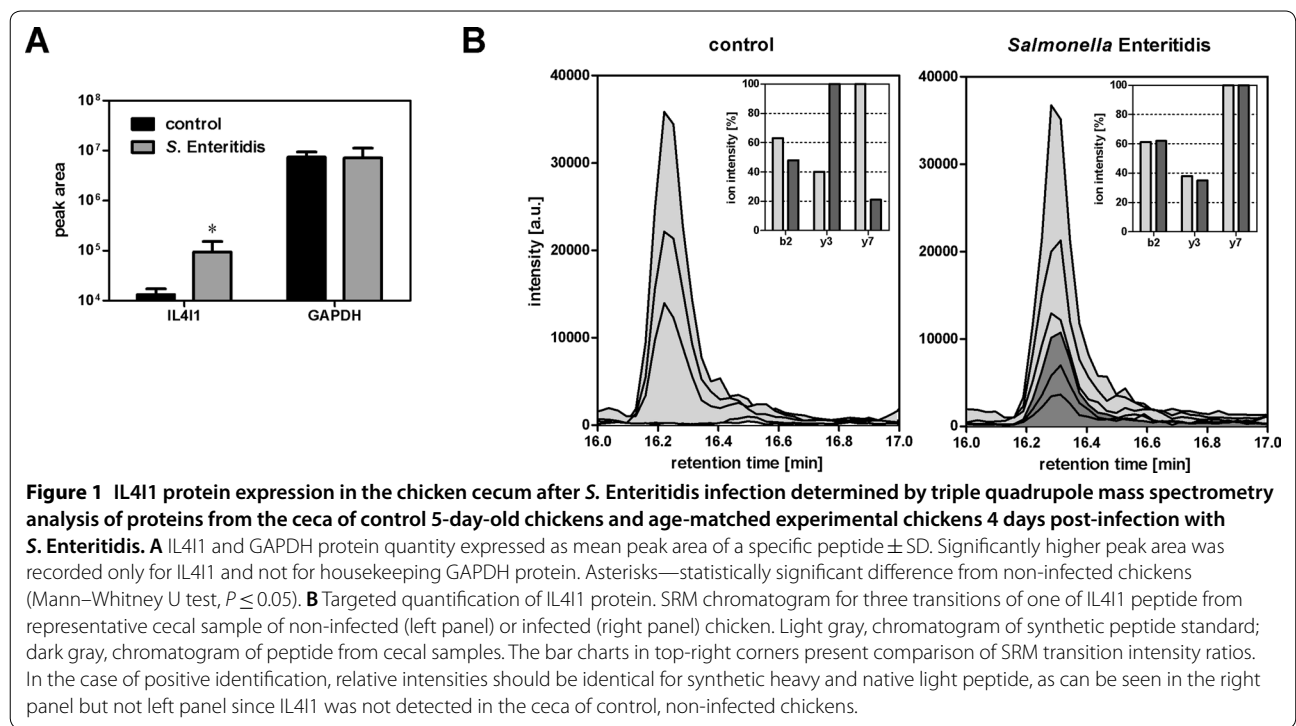 A
10⁸
10⁷
10⁶
10⁵
10⁴
peak area
control
S. Enteritidis
*
IL4I1
GAPDH
B
control
40000
30000
20000
10000
0
intensity [a.u.]
16.0 16.2 16.4 16.6 16.8 17.0
retention time [min]
100
80
60
40
20
0
ion intensity [%]
b2 y3 y7
Salmonella Enteritidis
40000
30000
20000
10000
0
16.0 16.2 16.4 16.6 16.8 17.0
retention time [min]
100
80
60
40
20
0
ion intensity [%]
b2 y3 y7
Figure 1 IL4I1 protein expression in the chicken cecum after S. Enteritidis infection determined by triple quadrupole mass spectrometry
analysis of proteins from the ceca of control 5-day-old chickens and age-matched experimental chickens 4 days post-infection with
S. Enteritidis. A IL4I1 and GAPDH protein quantity expressed as mean peak area of a specific peptide ± SD. Significantly higher peak area was
recorded only for IL4I1 and not for housekeeping GAPDH protein. Asterisks—statistically significant difference from non-infected chickens
(Mann–Whitney U test, P ≤ 0.05). B Targeted quantification of IL4I1 protein. SRM chromatogram for three transitions of one of IL4I1 peptide from
representative cecal sample of non-infected (left panel) or infected (right panel) chicken. Light gray, chromatogram of synthetic peptide standard;
dark gray, chromatogram of peptide from cecal samples. The bar charts in top-right corners present comparison of SRM transition intensity ratios.
In the case of positive identification, relative intensities should be identical for synthetic heavy and native light peptide, as can be seen in the right
panel but not left panel since IL4I1 was not detected in the ceca of control, non-infected chickens.